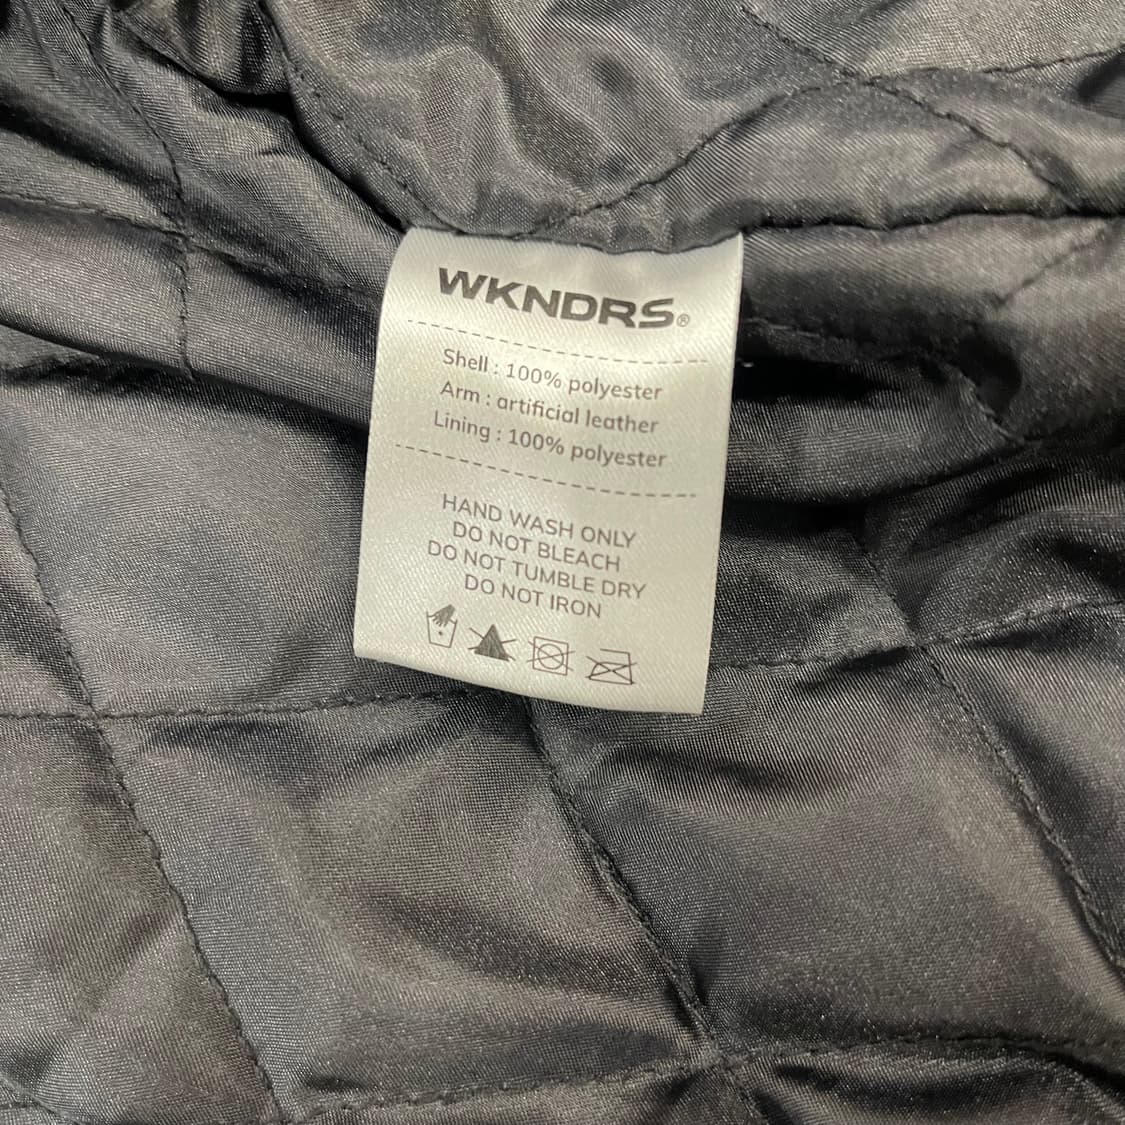 WKNDRS®
Shell : 100% polyester
Arm : artificial leather
Lining : 100% polyester
HAND WASH ONLY
DO NOT BLEACH
DO NOT TUMBLE DRY
DO NOT IRON